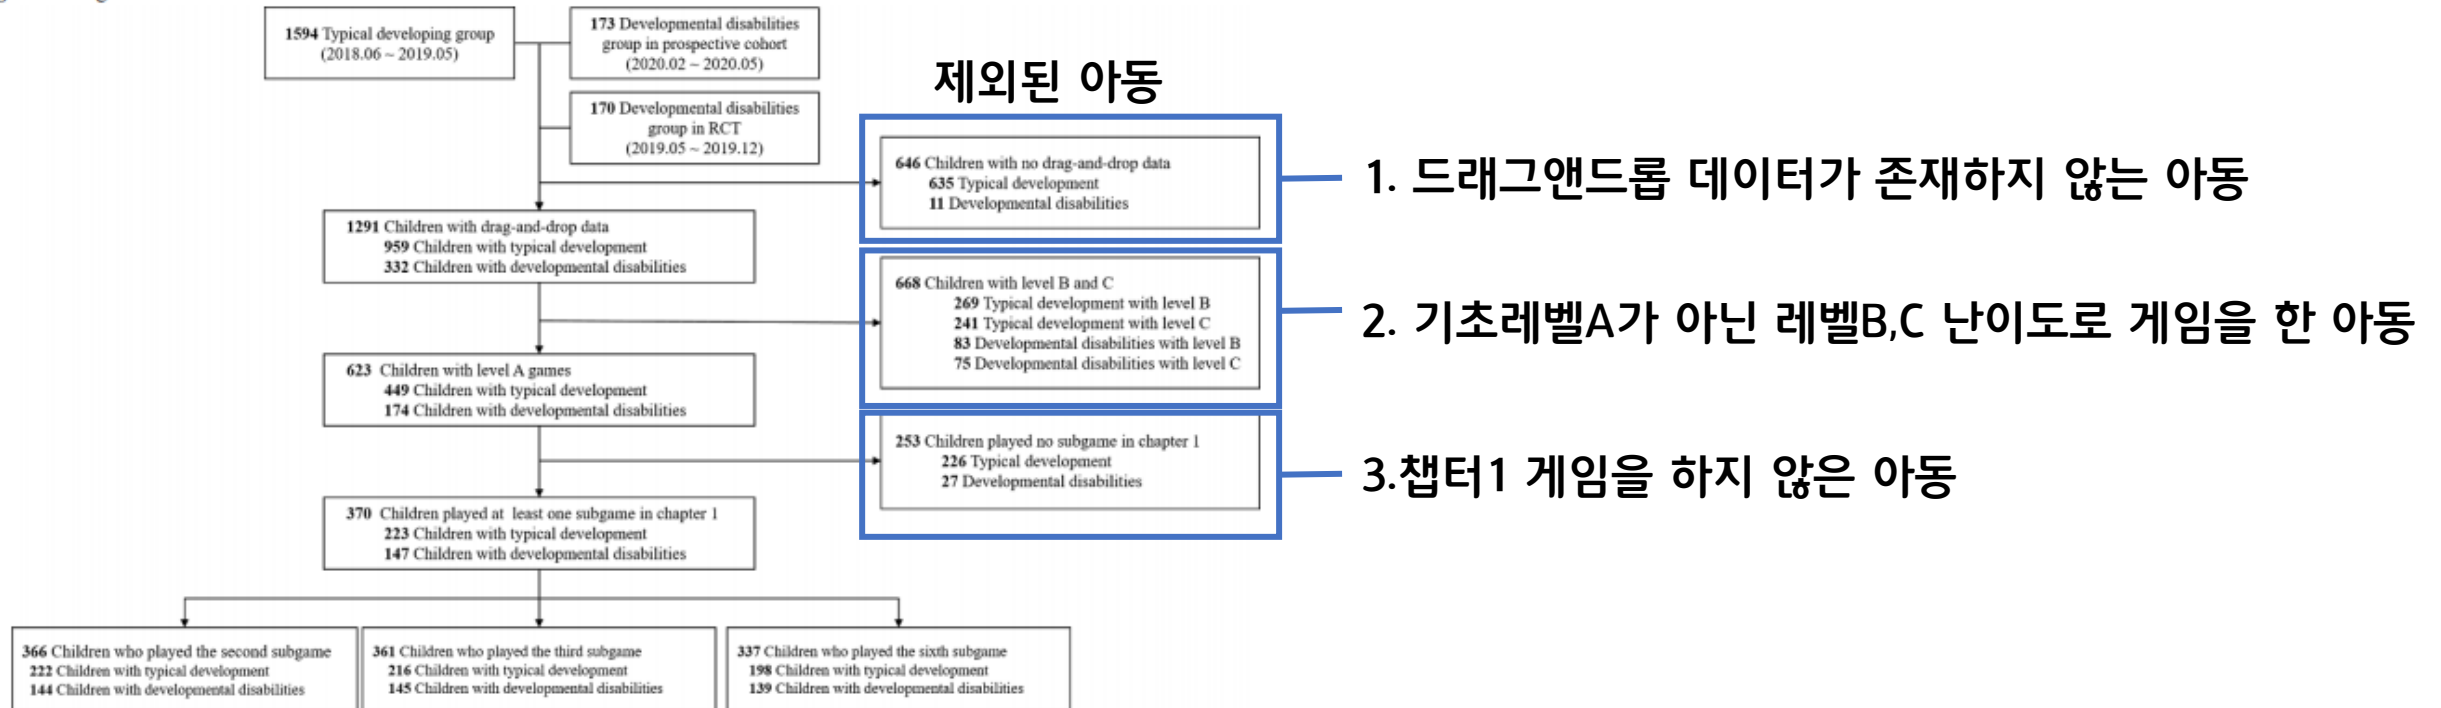 1594 Typical developing group
(2018.06 ~ 2019.05)
173 Developmental disabilities
group in prospective cohort
(2020.02 ~ 2020.05)
170 Developmental disabilities
group in RCT
(2019.05 ~ 2019.12)
제외된 아동
646 Children with no drag-and-drop data
635 Typical development
11 Developmental disabilities
1. 드래그앤드롭 데이터가 존재하지 않는 아동
1291 Children with drag-and-drop data
959 Children with typical development
332 Children with developmental disabilities
668 Children with level B and C
269 Typical development with level B
241 Typical development with level C
83 Developmental disabilities with level B
75 Developmental disabilities with level C
2. 기초레벨A가 아닌 레벨B,C 난이도로 게임을 한 아동
623 Children with level A games
449 Children with typical development
174 Children with developmental disabilities
253 Children played no subgame in chapter 1
226 Typical development
27 Developmental disabilities
3.챕터1 게임을 하지 않은 아동
370 Children played at least one subgame in chapter 1
223 Children with typical development
147 Children with developmental disabilities
366 Children who played the second subgame
222 Children with typical development
144 Children with developmental disabilities
361 Children who played the third subgame
216 Children with typical development
145 Children with developmental disabilities
337 Children who played the sixth subgame
198 Children with typical development
139 Children with developmental disabilities